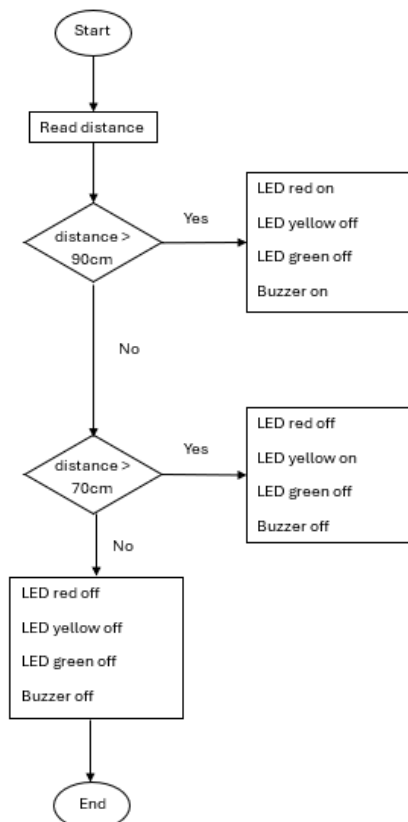 Start
Read distance
distance >
90cm
Yes
LED red on
LED yellow off
LED green off
Buzzer on
No
distance >
70cm
Yes
LED red off
LED yellow on
LED green off
Buzzer off
No
LED red off
LED yellow off
LED green off
Buzzer off
End